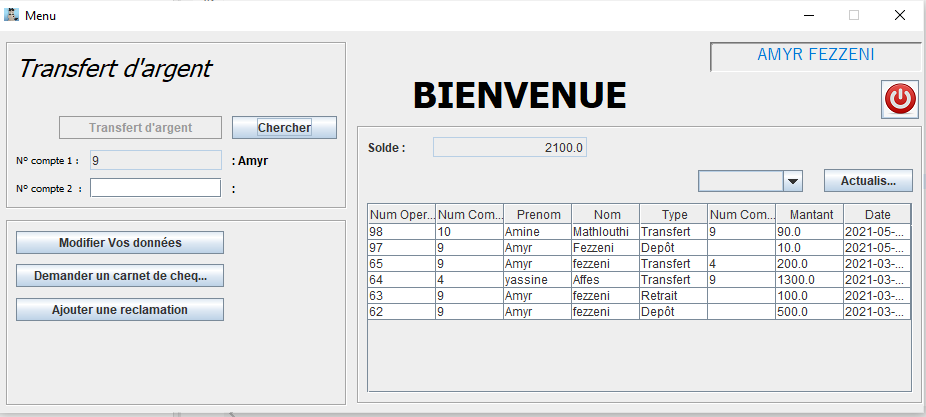 Menu
Transfert d'argent
Transfert d'argent Chercher
N° compte 1 : 9 : Amyr
N° compte 2 : :
Modifier Vos données
Demander un carnet de cheq...
Ajouter une reclamation
AMYR FEZZENI
BIENVENUE
Solde : 2100.0
Actualis...
Num Oper... Num Com... Prenom Nom Type Num Com... Mantant Date
98 10 Amine Mathlouthi Transfert 9 90.0 2021-05-...
97 9 Amyr Fezzeni Depôt 10.0 2021-05-...
65 9 Amyr fezzeni Transfert 4 200.0 2021-03-...
64 4 yassine Affes Transfert 9 1300.0 2021-03-...
63 9 Amyr fezzeni Retrait 100.0 2021-03-...
62 9 Amyr fezzeni Depôt 500.0 2021-03-...